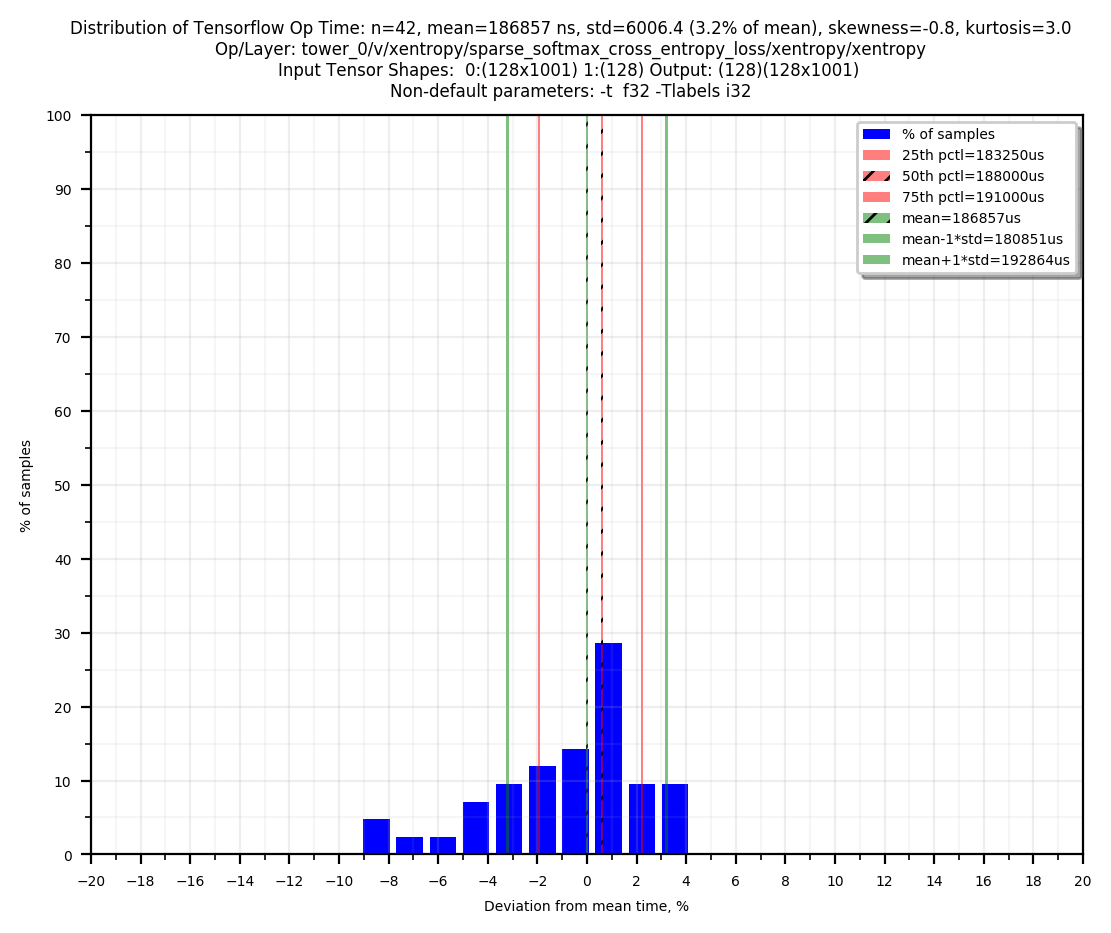 Distribution of Tensorflow Op Time: n=42, mean=186857 ns, std=6006.4 (3.2% of mean), skewness=-0.8, kurtosis=3.0
Op/Layer: tower_0/v/xentropy/sparse_softmax_cross_entropy_loss/xentropy/xentropy
Input Tensor Shapes:  0:(128x1001) 1:(128) Output: (128)(128x1001)
Non-default parameters: -t  f32 -Tlabels i32
% of samples
25th pctl=183250us
50th pctl=188000us
75th pctl=191000us
mean=186857us
mean-1*std=180851us
mean+1*std=192864us
100
90
80
70
60
50
40
30
20
10
0
% of samples
−20 −18 −16 −14 −12 −10 −8 −6 −4 −2 0 2 4 6 8 10 12 14 16 18 20
Deviation from mean time, %